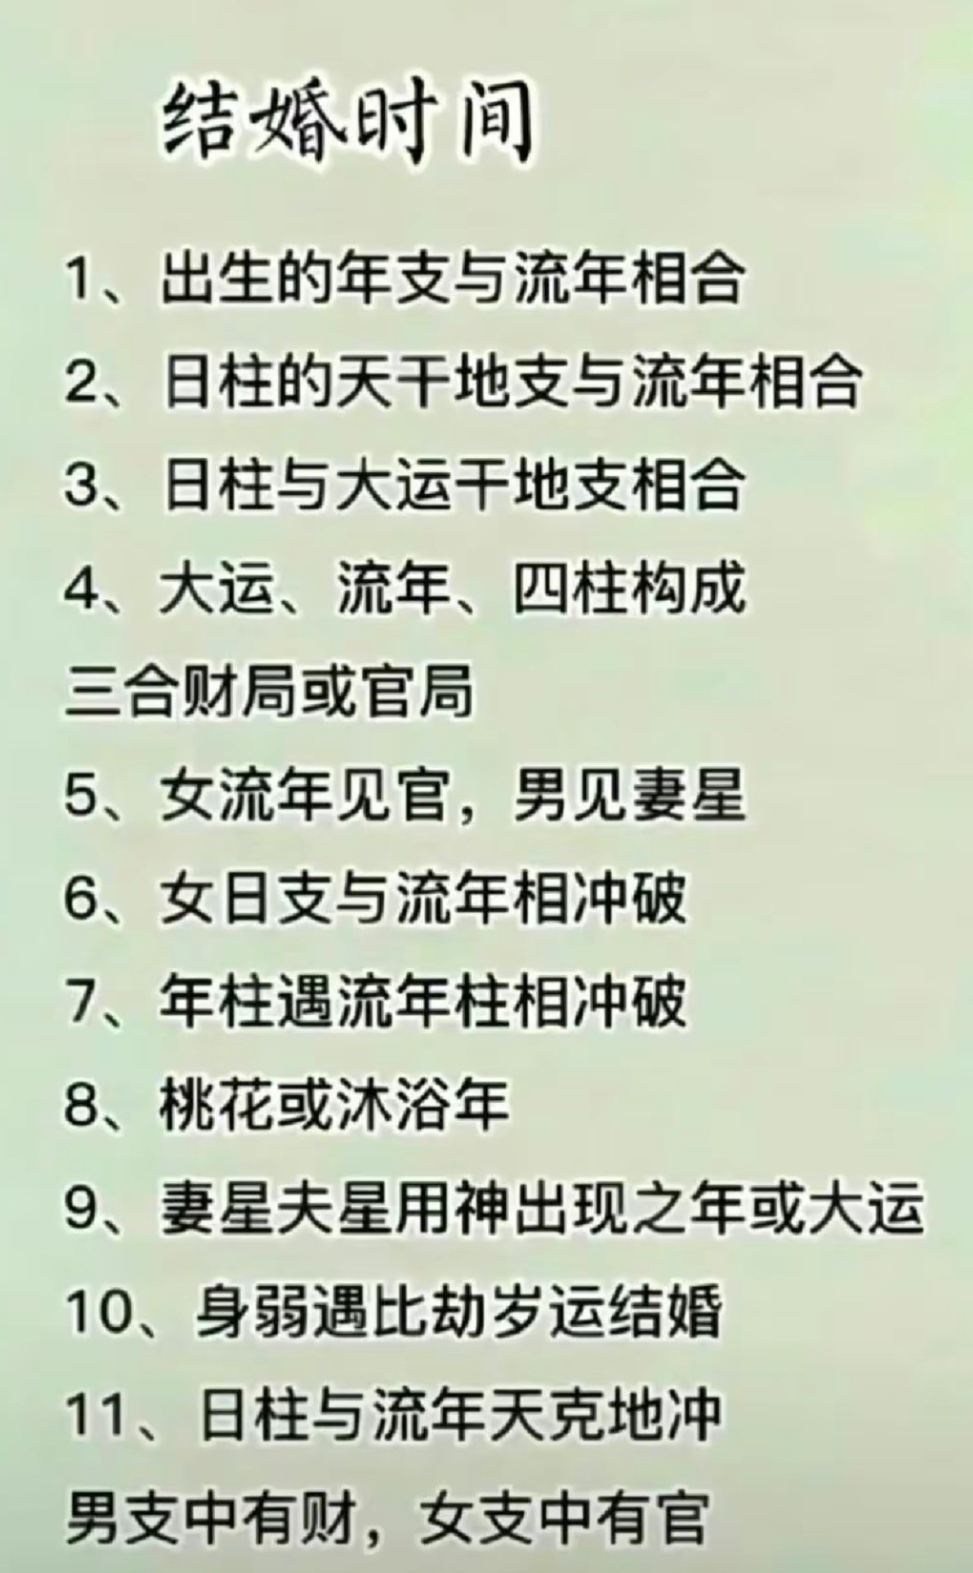 结婚时间
1、出生的年支与流年相合
2、日柱的天干地支与流年相合
3、日柱与大运干地支相合
4、大运、流年、四柱构成
三合财局或官局
5、女流年见官，男见妻星
6、女日支与流年相冲破
7、年柱遇流年柱相冲破
8、桃花或沐浴年
9、妻星夫星用神出现之年或大运
10、身弱遇比劫岁运结婚
11、日柱与流年天克地冲
男支中有财，女支中有官